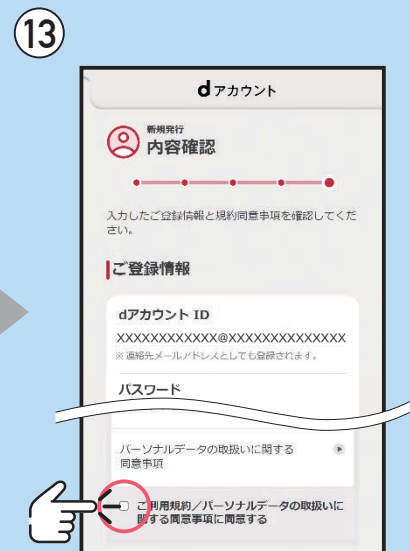 ⑬
dアカウント
新規発行
内容確認
入力したご登録情報と規約同意事項を確認してくだ
さい。
ご登録情報
dアカウント ID
XXXXXXXXXXXX@XXXXXXXXXXXXXX
※ 連絡先メールアドレスとしても登録されます。
パスワード
パーソナルデータの取扱いに関する
同意事項
ご利用規約／パーソナルデータの取扱いに
関する同意事項に同意する